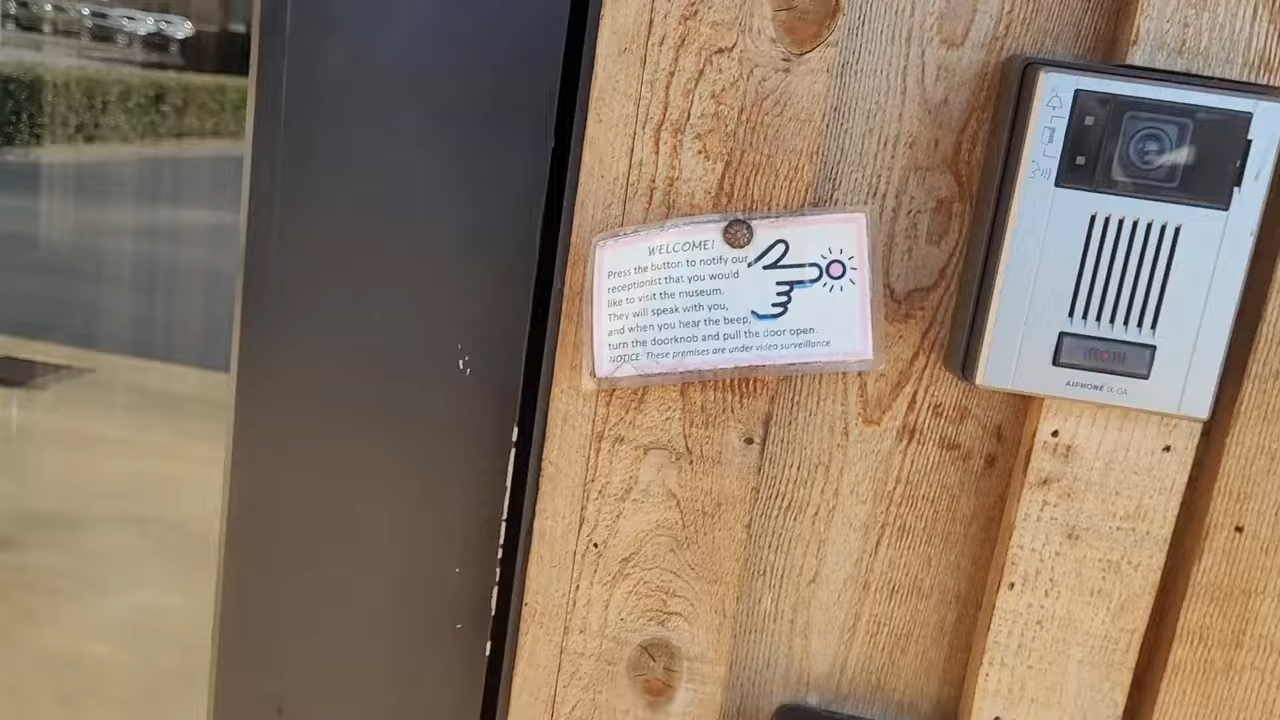 WELCOME!
Press the button to notify our
receptionist that you would
like to visit the museum.
They will speak with you,
and when you hear the beep,
turn the doorknob and pull the door open.
NOTICE: These premises are under video surveillance
AIPHONE IX-DA